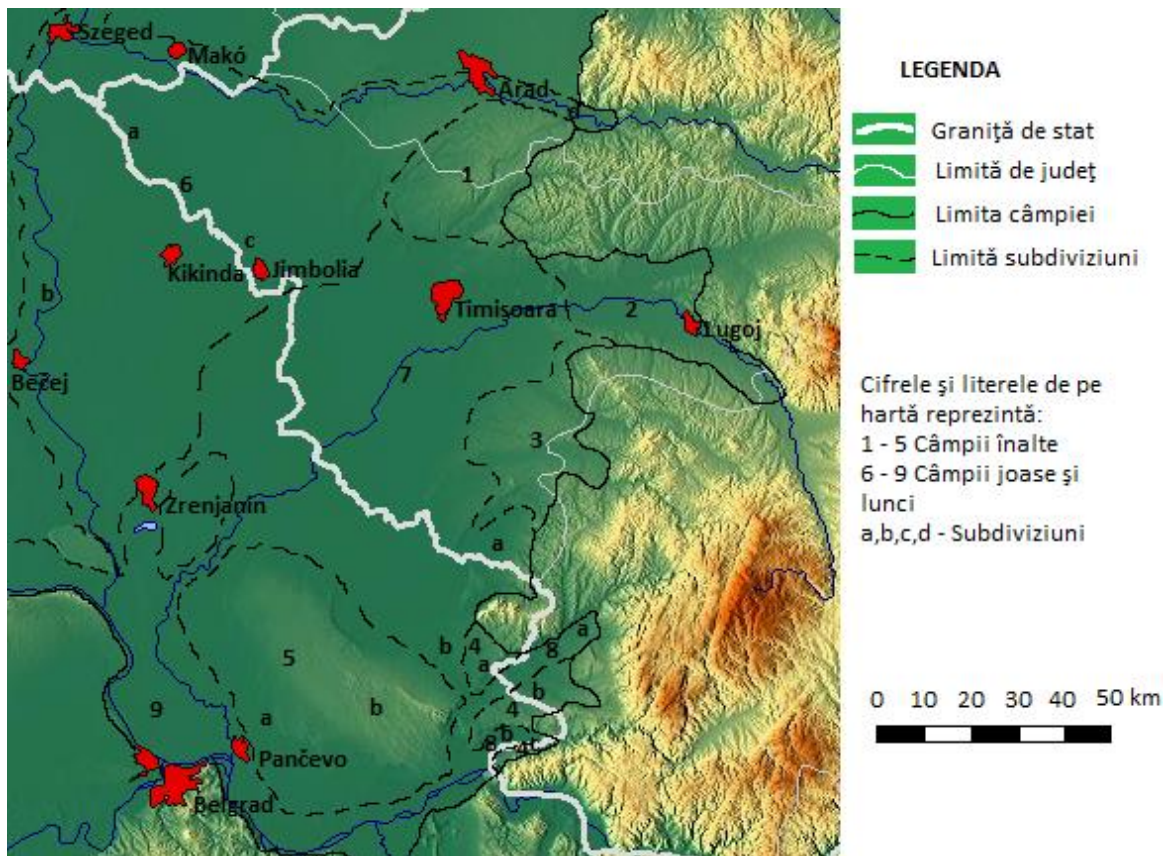 Szeged
Makó
Arad
a
d
1
6
c
Kikinda
Jimbolia
b
Timişoara
2
Lugoj
Bečej
7
3
Zrenjanin
a
b
4
a
8
a
5
b
b
4
9
a
b
8
4
c
Pančevo
Belgrad
LEGENDA
Graniţă de stat
Limită de judeţ
Limita câmpiei
Limită subdiviziuni
Cifrele şi literele de pe
hartă reprezintă:
1 - 5 Câmpii înalte
6 - 9 Câmpii joase şi
lunci
a,b,c,d - Subdiviziuni
0 10 20 30 40 50 km